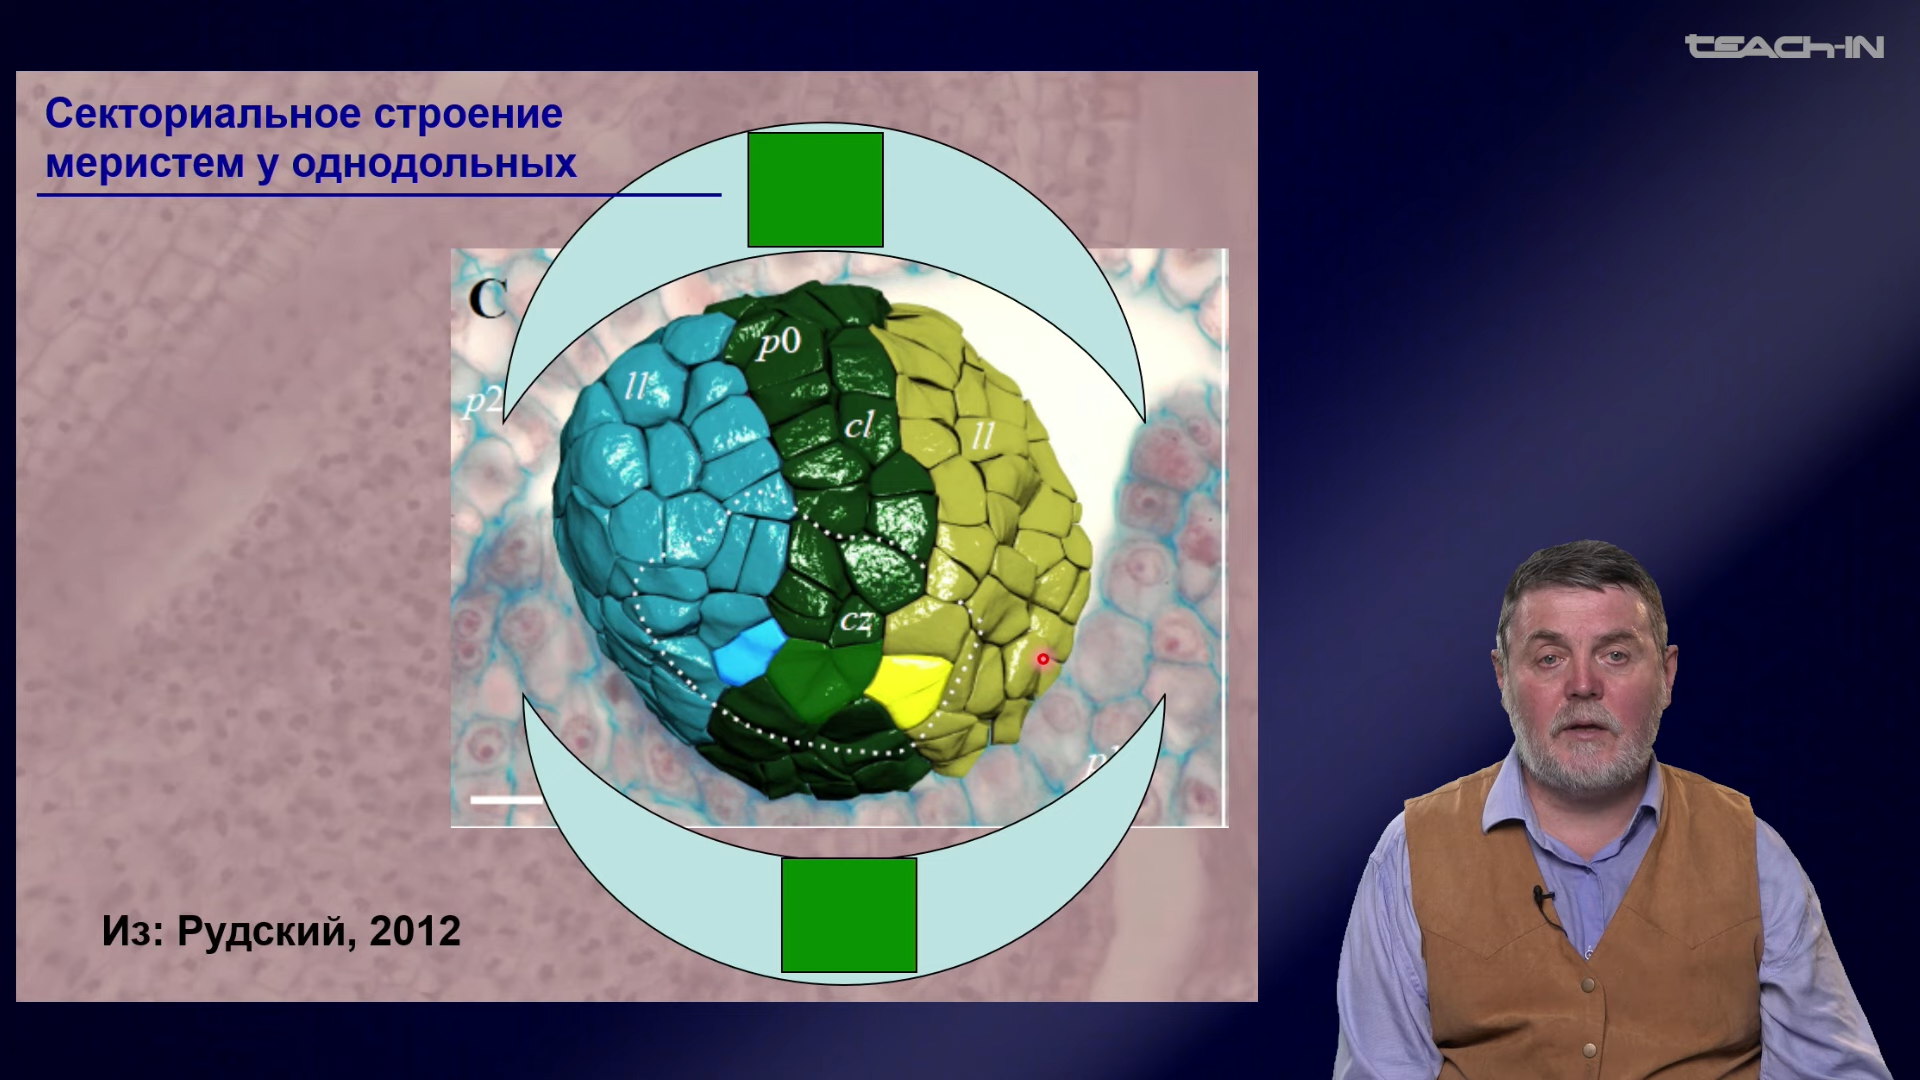 TEACH-IN
Секториальное строение
меристем у однодольных
C
p0
ll
p2
cl
ll
cz
Из: Рудский, 2012